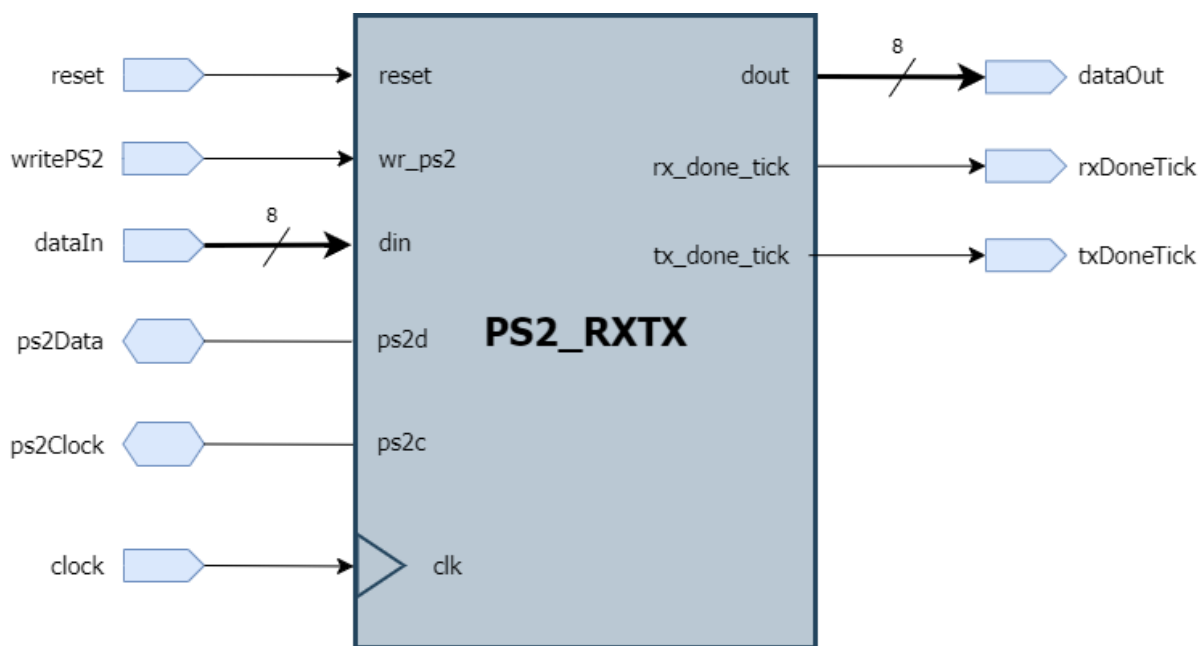 8
reset reset dout dataOut
writePS2 wr_ps2 rx_done_tick rxDoneTick
8
dataIn din tx_done_tick txDoneTick
ps2Data ps2d PS2_RXTX
ps2Clock ps2c
clock clk